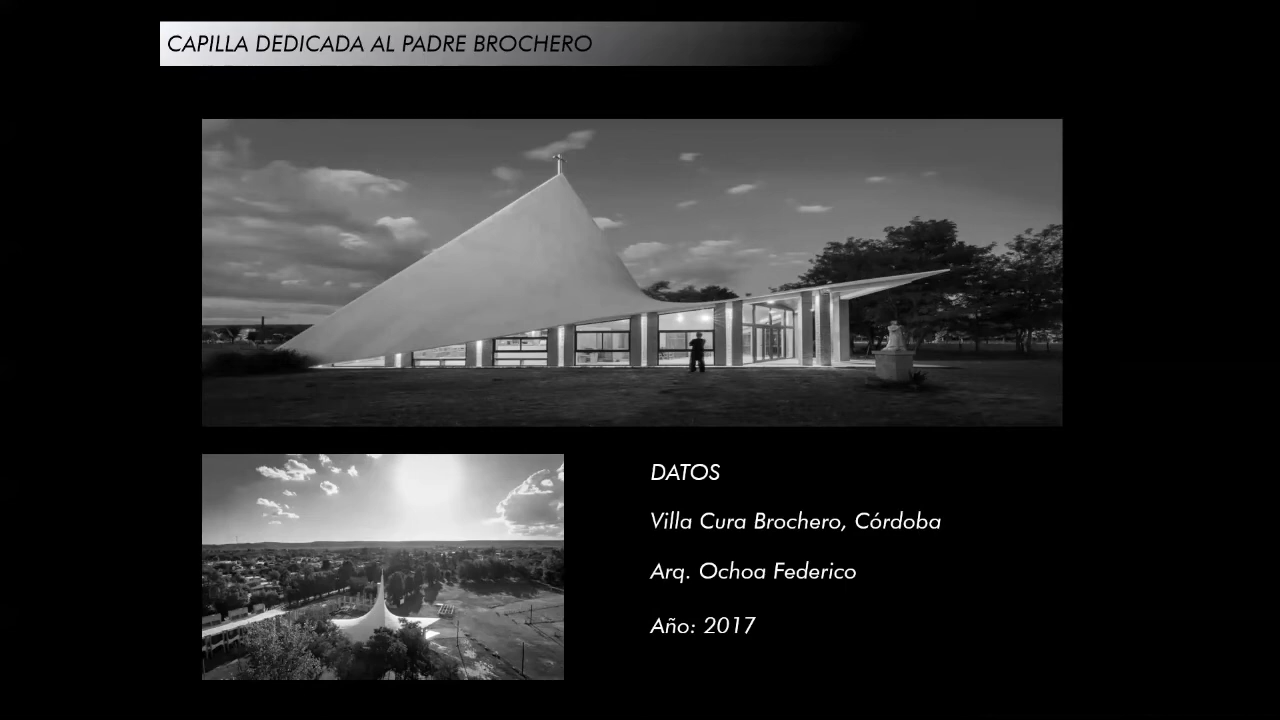 CAPILLA DEDICADA AL PADRE BROCHERO
DATOS
Villa Cura Brochero, Córdoba
Arq. Ochoa Federico
Año: 2017